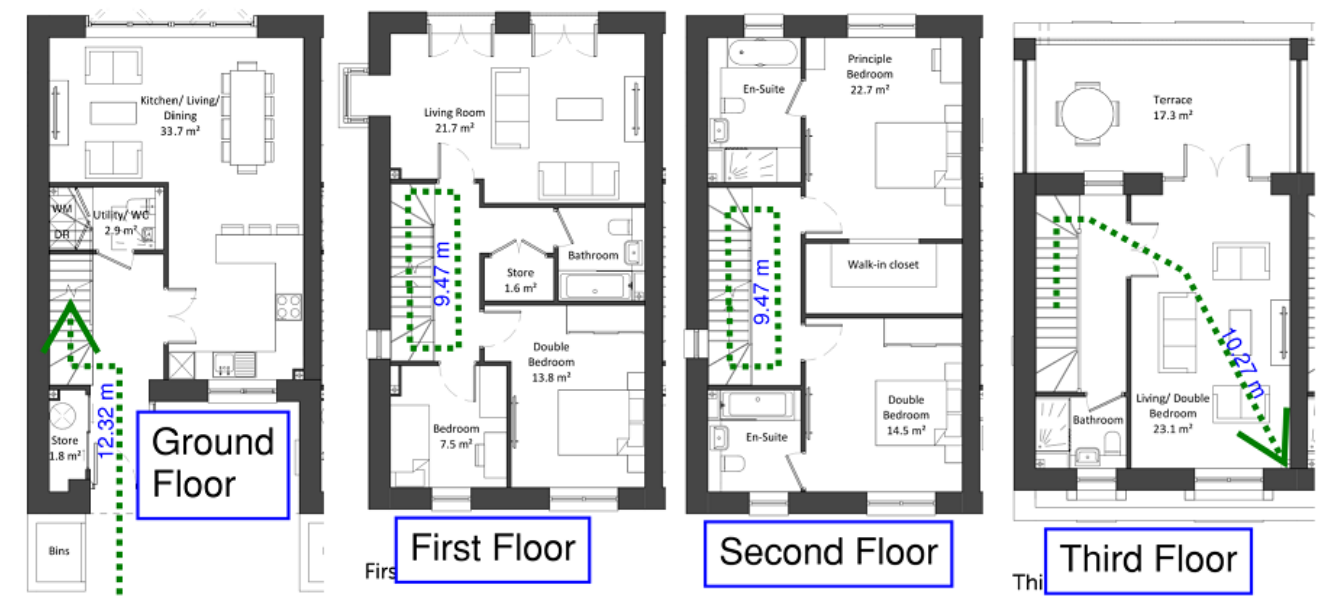 Kitchen/ Living/
Dining
33.7 m²
WM
DR
Utility/ WC
2.9 m²
12.32 m
Store
1.8 m²
Bins
Ground
Floor
Living Room
21.7 m²
9.47 m
Store
1.6 m²
Bathroom
Double
Bedroom
13.8 m²
Bedroom
7.5 m²
Firs
First Floor
En-Suite
Principle
Bedroom
22.7 m²
9.47 m
Walk-in closet
Double
Bedroom
14.5 m²
En-Suite
Second Floor
Terrace
17.3 m²
10.27 m
Living/ Double
Bedroom
23.1 m²
Bathroom
Thi
Third Floor